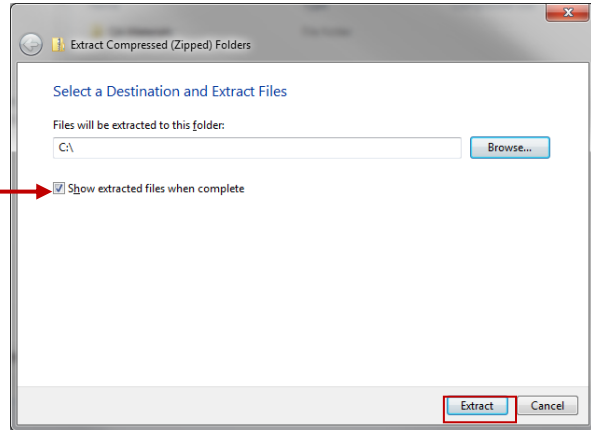 Extract Compressed (Zipped) Folders
Select a Destination and Extract Files
Files will be extracted to this folder:
C:\
Browse...
Show extracted files when complete
Extract
Cancel